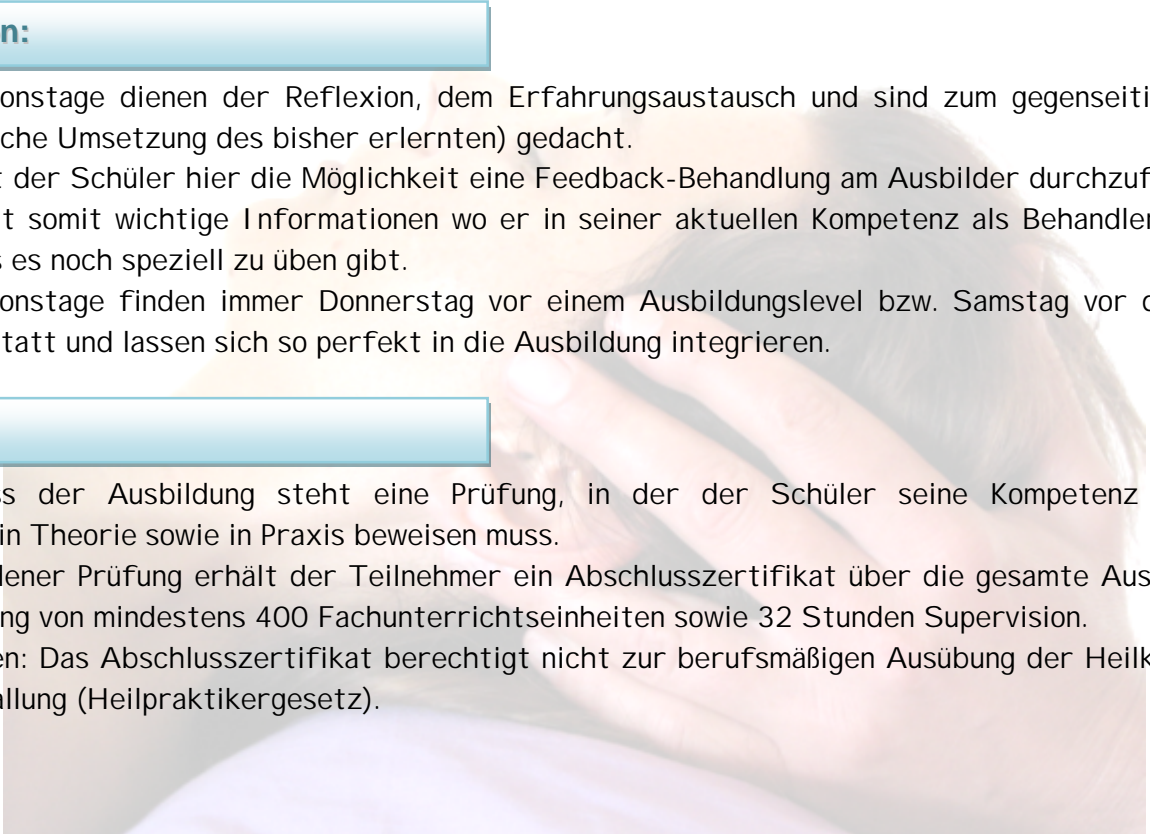 n:
onstage dienen der Reflexion, dem Erfahrungsaustausch und sind zum gegenseiti
che Umsetzung des bisher erlernten) gedacht.
t der Schüler hier die Möglichkeit eine Feedback-Behandlung am Ausbilder durchzuf
t somit wichtige Informationen wo er in seiner aktuellen Kompetenz als Behandler
s es noch speziell zu üben gibt.
onstage finden immer Donnerstag vor einem Ausbildungslevel bzw. Samstag vor d
tatt und lassen sich so perfekt in die Ausbildung integrieren.
ss der Ausbildung steht eine Prüfung, in der der Schüler seine Kompetenz
in Theorie sowie in Praxis beweisen muss.
dener Prüfung erhält der Teilnehmer ein Abschlusszertifikat über die gesamte Aus
ng von mindestens 400 Fachunterrichtseinheiten sowie 32 Stunden Supervision.
en: Das Abschlusszertifikat berechtigt nicht zur berufsmäßigen Ausübung der Heilk
allung (Heilpraktikergesetz).